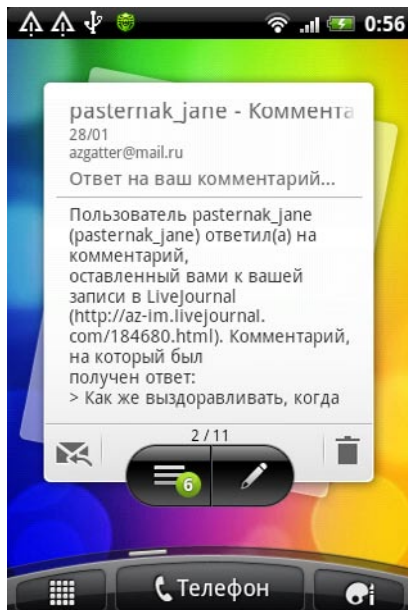 0:56
pasternak_jane - Коммента
28/01
azgatter@mail.ru
Ответ на ваш комментарий...
Пользователь pasternak_jane
(pasternak_jane) ответил(а) на
комментарий,
оставленный вами к вашей
записи в LiveJournal
(http://az-im.livejournal.
com/184680.html). Комментарий,
на который был
получен ответ:
> Как же выздоравливать, когда
2 / 11
6
Телефон